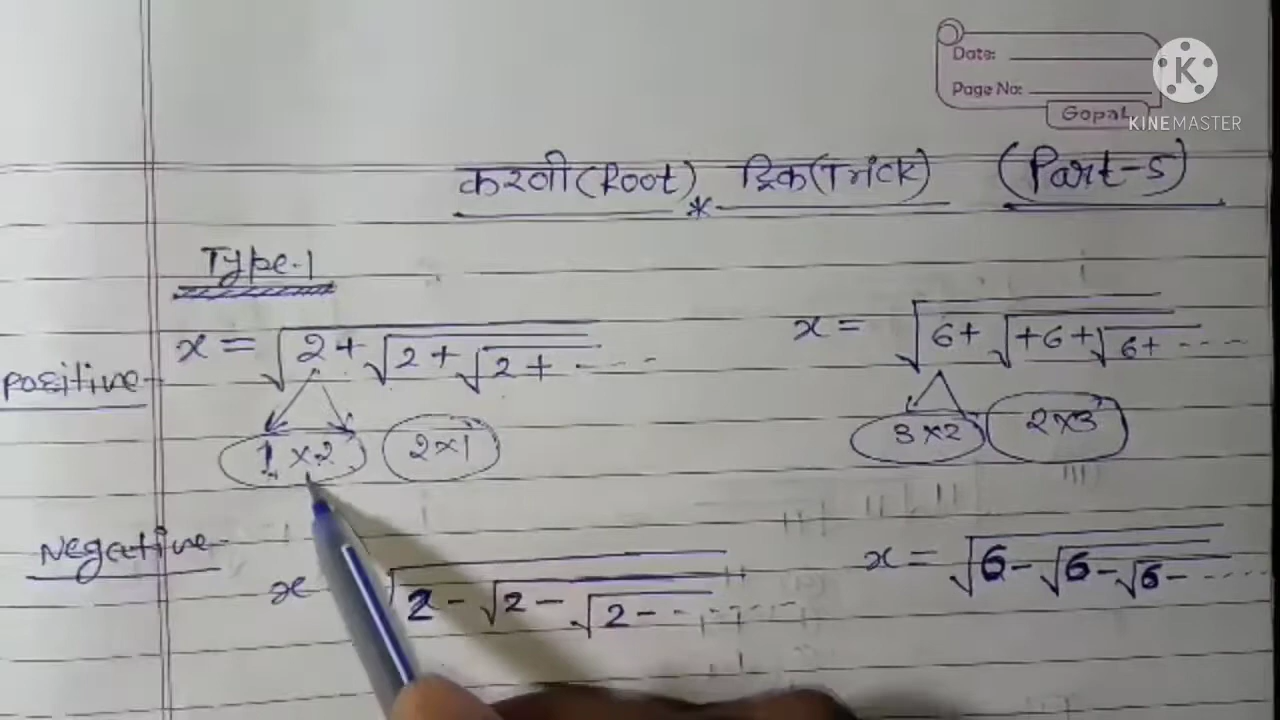 Date:
Page No:
Gopal
KINEMASTER
करणी (Root) ट्रिक (Trick) (Part-5)
*
Type-1
x = √2+√2+√2+ ---- x = √6+√+6+√6+ ----
Positive
1×2 2×1 3×2 2×3
Negative
x √2-√2-√2- ------ x = √6-√6-√6- -----